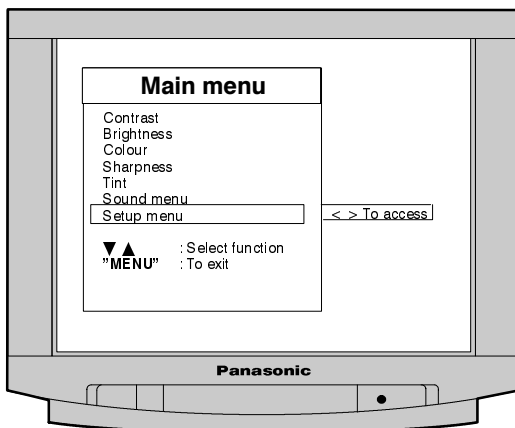 Main menu
Contrast
Brightness
Colour
Sharpness
Tint
Sound menu
Setup menu < > To access
▼ ▲ : Select function
”MENU” : To exit
Panasonic